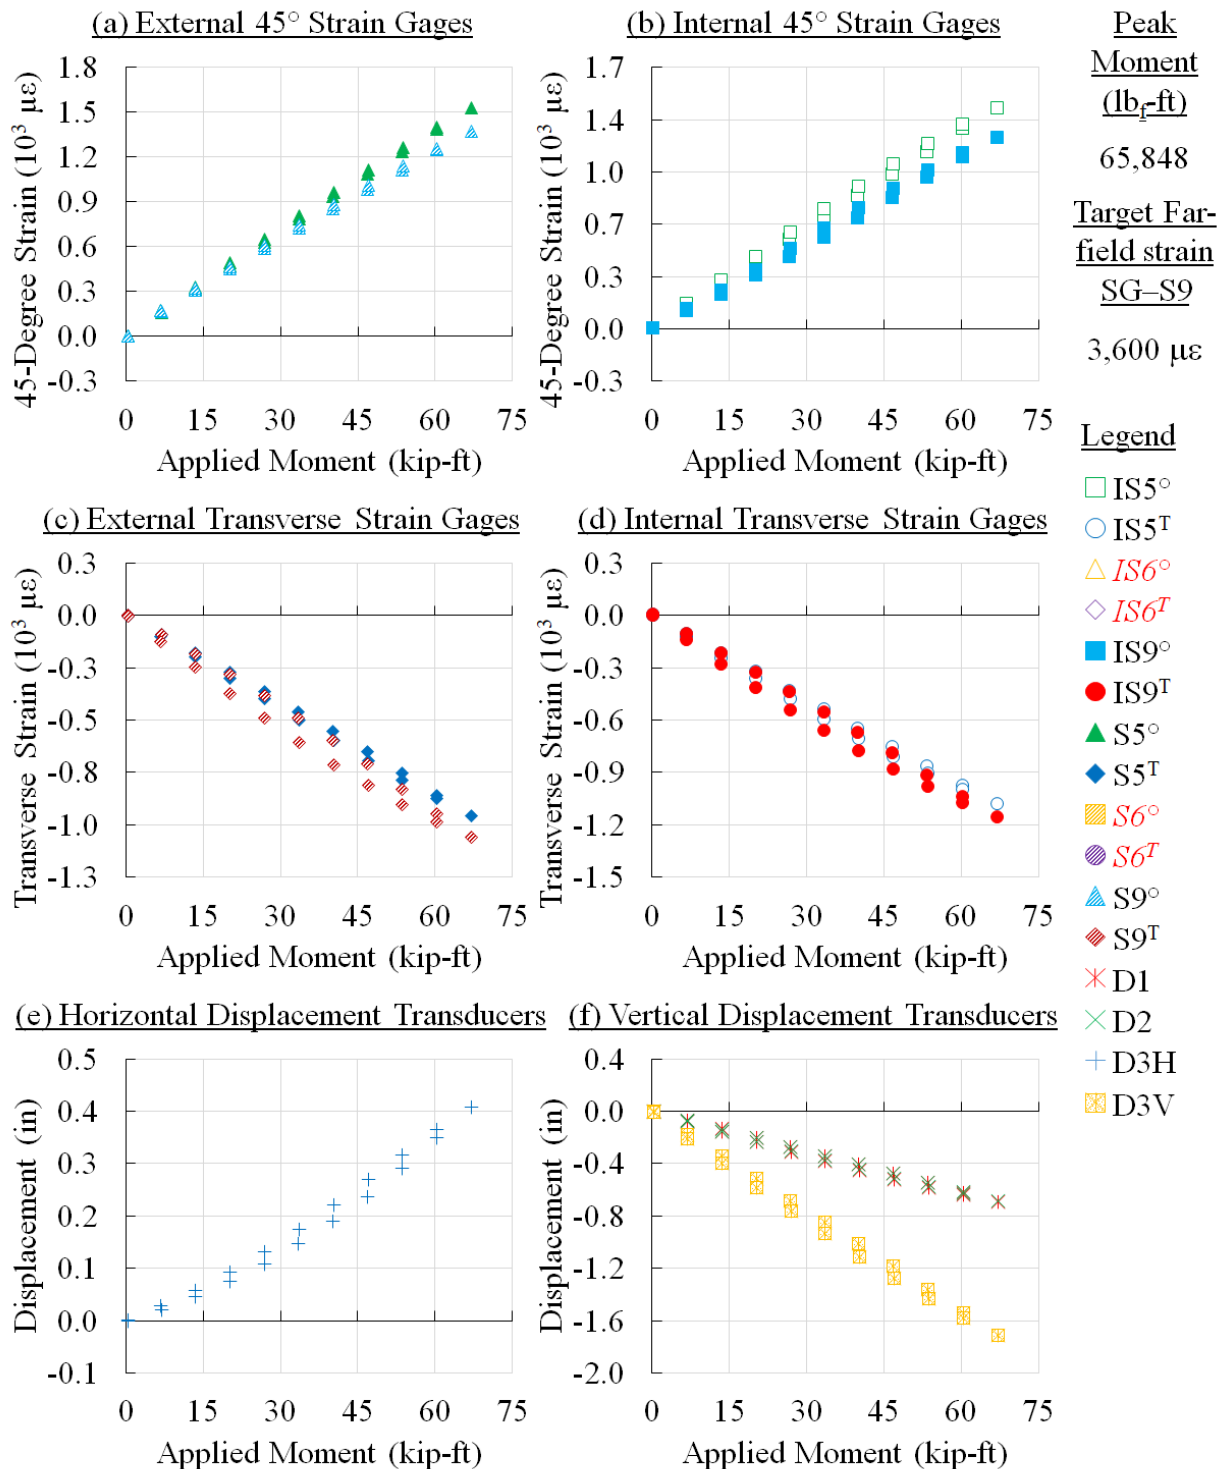 (a) External 45° Strain Gages
45-Degree Strain (10³ µε)
1.8
1.5
1.2
0.9
0.6
0.3
0.0
-0.3
0 15 30 45 60 75
Applied Moment (kip-ft)
(b) Internal 45° Strain Gages
45-Degree Strain (10³ µε)
1.7
1.4
1.0
0.7
0.3
0.0
-0.3
0 15 30 45 60 75
Applied Moment (kip-ft)
Peak
Moment
(lb_f-ft)
65,848
Target Far-
field strain
SG–S9
3,600 µε
(c) External Transverse Strain Gages
Transverse Strain (10³ µε)
0.3
0.0
-0.3
-0.5
-0.8
-1.0
-1.3
0 15 30 45 60 75
Applied Moment (kip-ft)
(d) Internal Transverse Strain Gages
Transverse Strain (10³ µε)
0.3
0.0
-0.3
-0.6
-0.9
-1.2
-1.5
0 15 30 45 60 75
Applied Moment (kip-ft)
(e) Horizontal Displacement Transducers
Displacement (in)
0.5
0.4
0.3
0.2
0.1
0.0
-0.1
0 15 30 45 60 75
Applied Moment (kip-ft)
(f) Vertical Displacement Transducers
Displacement (in)
0.4
0.0
-0.4
-0.8
-1.2
-1.6
-2.0
0 15 30 45 60 75
Applied Moment (kip-ft)
Legend
IS5°
IS5ᵀ
IS6°
IS6ᵀ
IS9°
IS9ᵀ
S5°
S5ᵀ
S6°
S6ᵀ
S9°
S9ᵀ
D1
D2
D3H
D3V